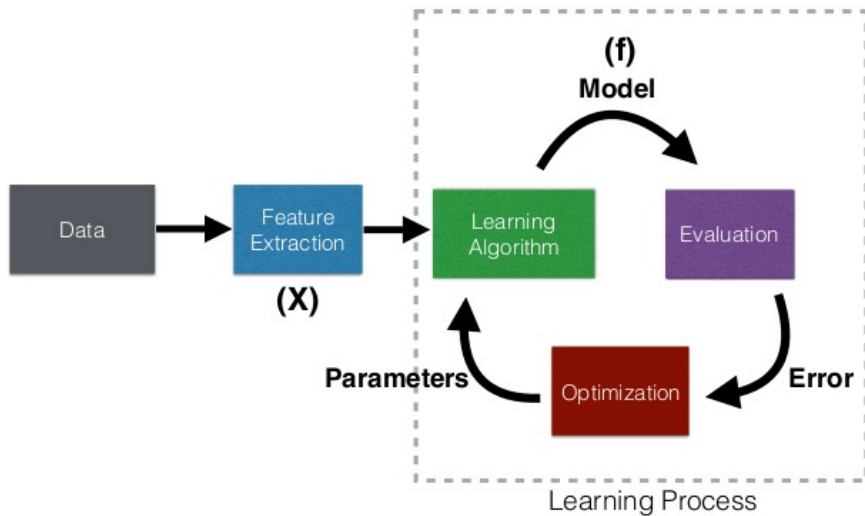 (f)
Model
Data
Feature
Extraction
(X)
Learning
Algorithm
Evaluation
Parameters
Optimization
Error
Learning Process